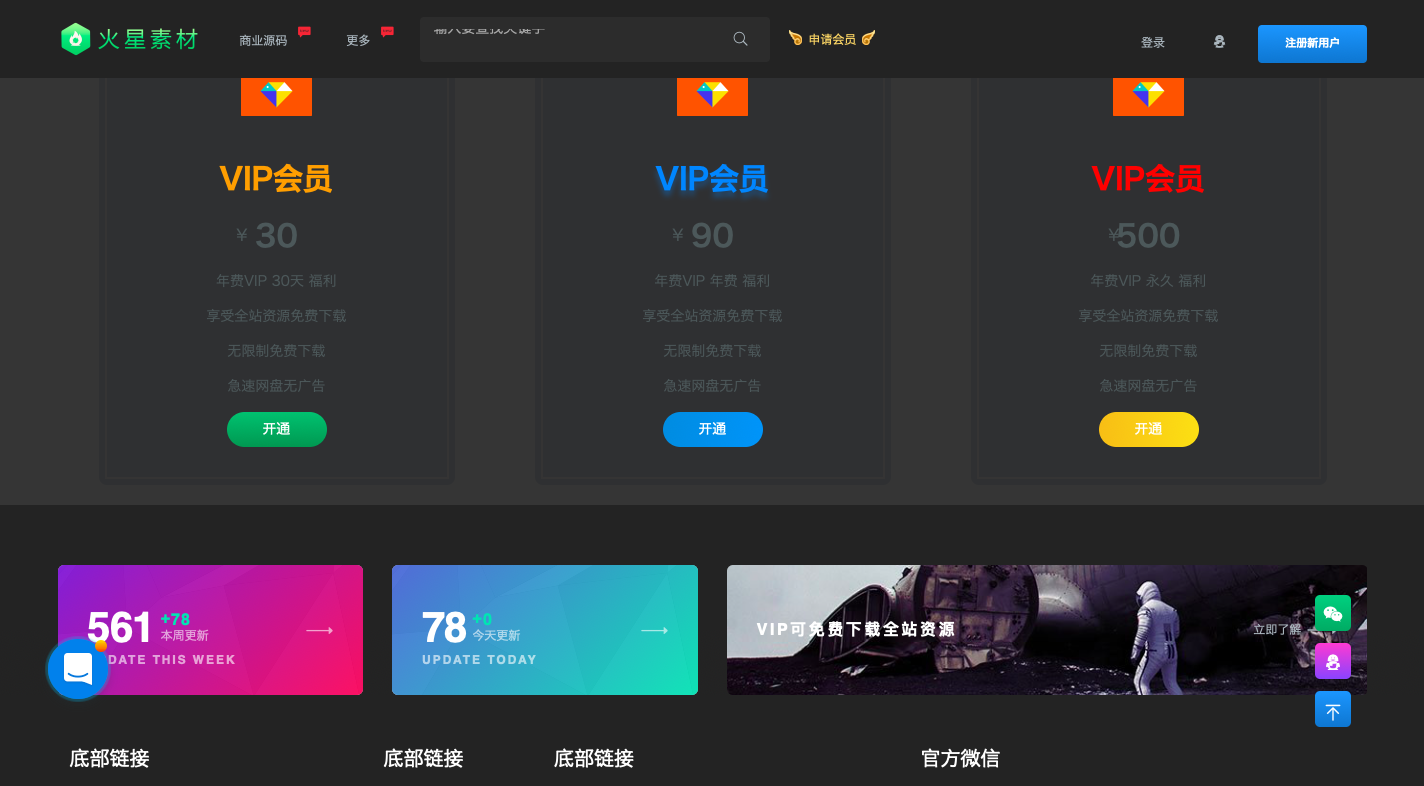 火星素材
商业源码
更多
输入要查找关键字
申请会员
登录
注册新用户
VIP会员
¥ 30
年费VIP 30天 福利
享受全站资源免费下载
无限制免费下载
急速网盘无广告
开通
VIP会员
¥ 90
年费VIP 年费 福利
享受全站资源免费下载
无限制免费下载
急速网盘无广告
开通
VIP会员
¥500
年费VIP 永久 福利
享受全站资源免费下载
无限制免费下载
急速网盘无广告
开通
561 +78
本周更新
DATE THIS WEEK
78 +0
今天更新
UPDATE TODAY
VIP可免费下载全站资源
立即了解
底部链接
底部链接
底部链接
官方微信